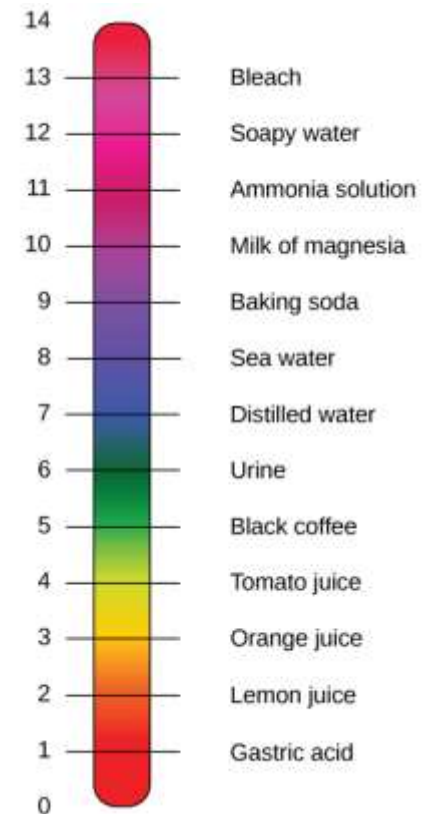 14
13 Bleach
12 Soapy water
11 Ammonia solution
10 Milk of magnesia
9 Baking soda
8 Sea water
7 Distilled water
6 Urine
5 Black coffee
4 Tomato juice
3 Orange juice
2 Lemon juice
1 Gastric acid
0